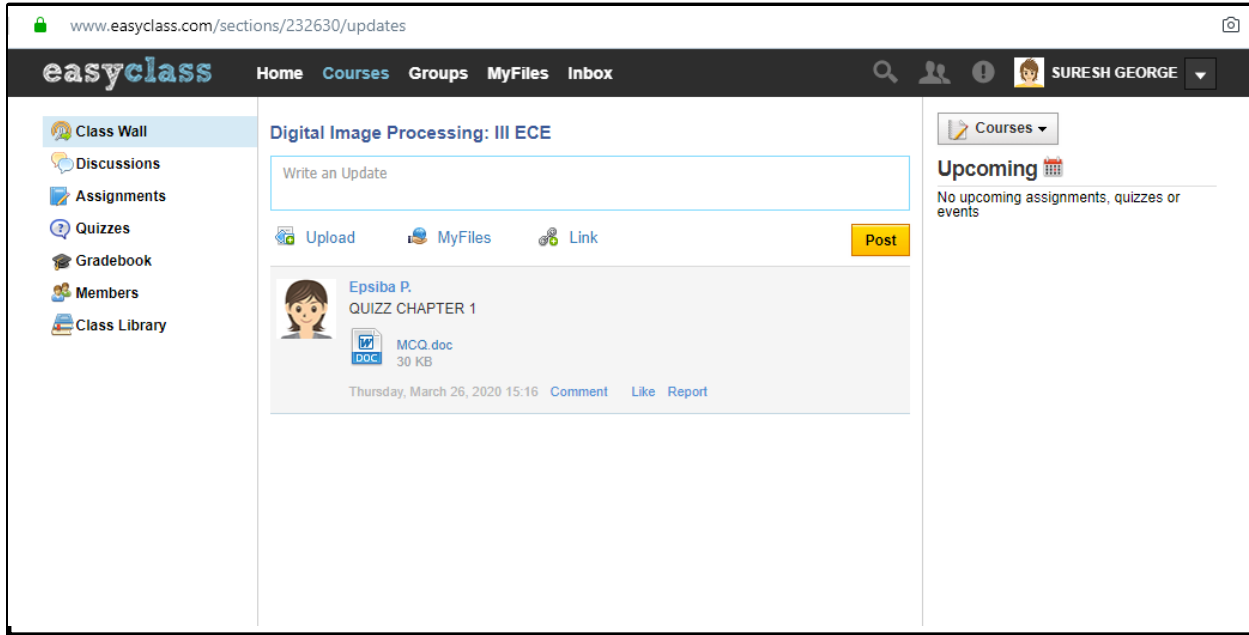 www.easyclass.com/sections/232630/updates
easyclass
Home Courses Groups MyFiles Inbox
SURESH GEORGE
Class Wall
Discussions
Assignments
Quizzes
Gradebook
Members
Class Library
Digital Image Processing: III ECE
Write an Update
Upload MyFiles Link
Post
Epsiba P.
QUIZZ CHAPTER 1
DOC
MCQ.doc
30 KB
Thursday, March 26, 2020 15:16 Comment Like Report
Courses
Upcoming
No upcoming assignments, quizzes or
events